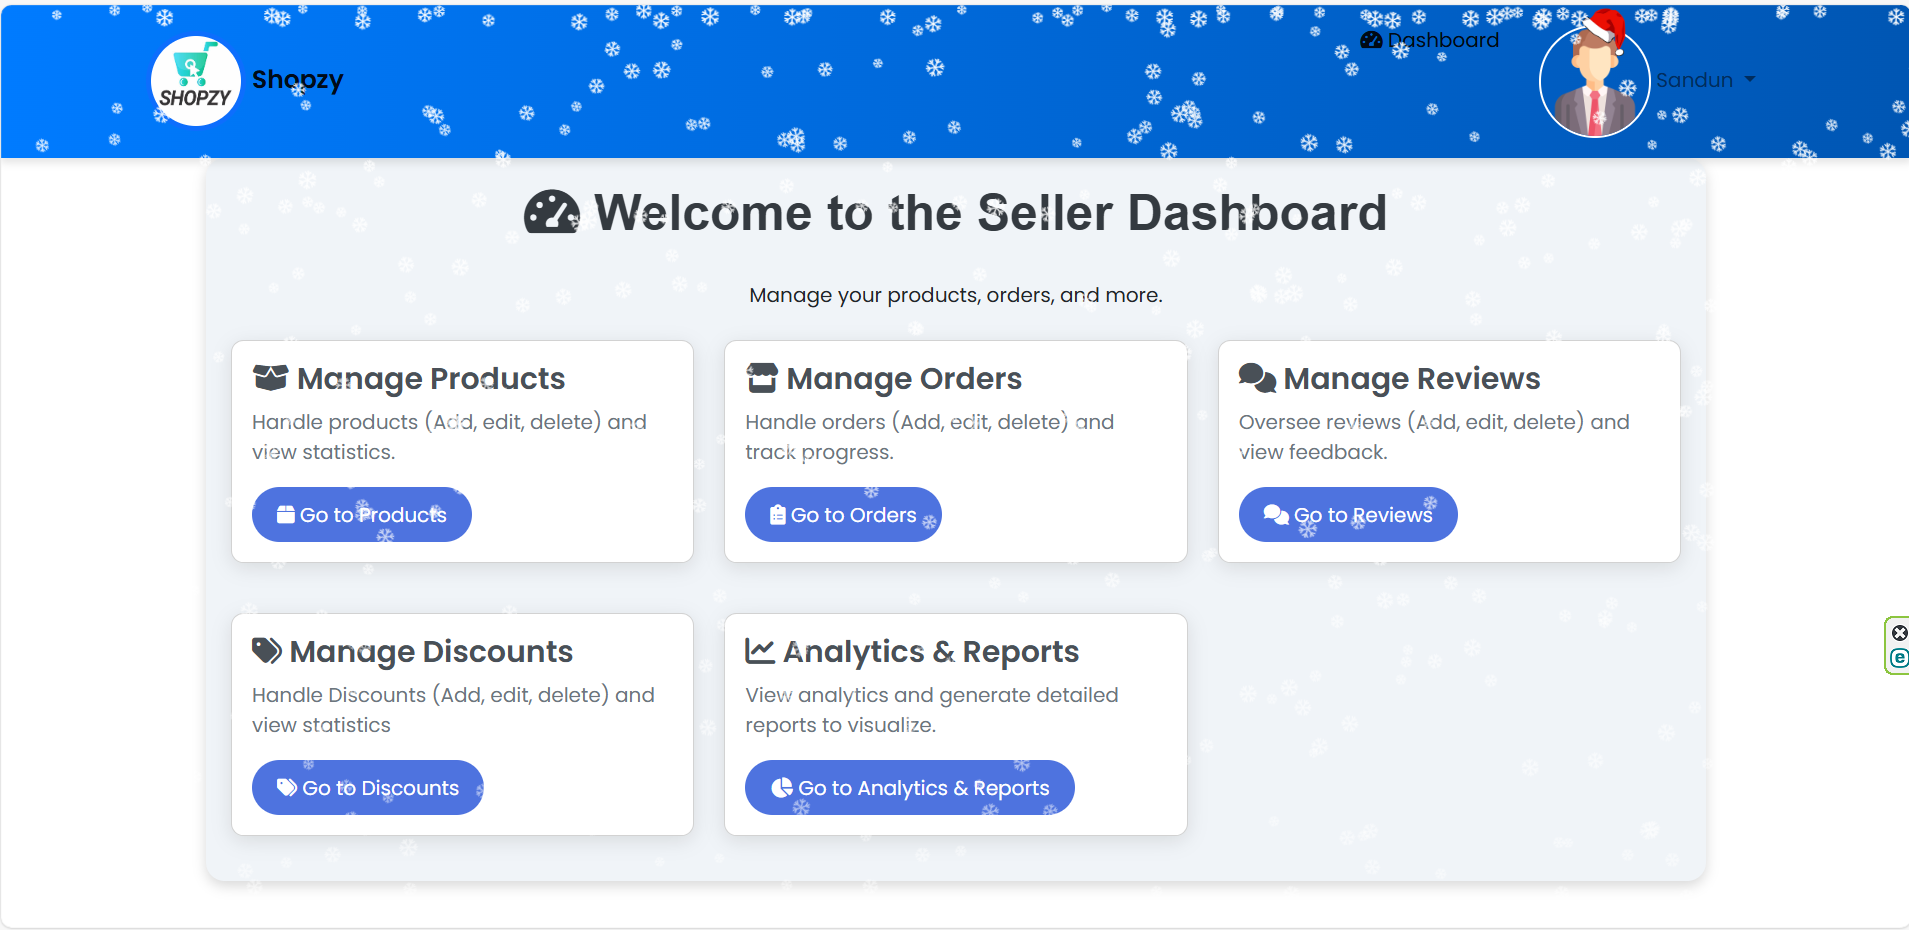 SHOPZY
Shopzy
Dashboard
Sandun
Welcome to the Seller Dashboard
Manage your products, orders, and more.
Manage Products
Handle products (Add, edit, delete) and
view statistics.
Go to Products
Manage Orders
Handle orders (Add, edit, delete) and
track progress.
Go to Orders
Manage Reviews
Oversee reviews (Add, edit, delete) and
view feedback.
Go to Reviews
Manage Discounts
Handle Discounts (Add, edit, delete) and
view statistics
Go to Discounts
Analytics & Reports
View analytics and generate detailed
reports to visualize.
Go to Analytics & Reports
e